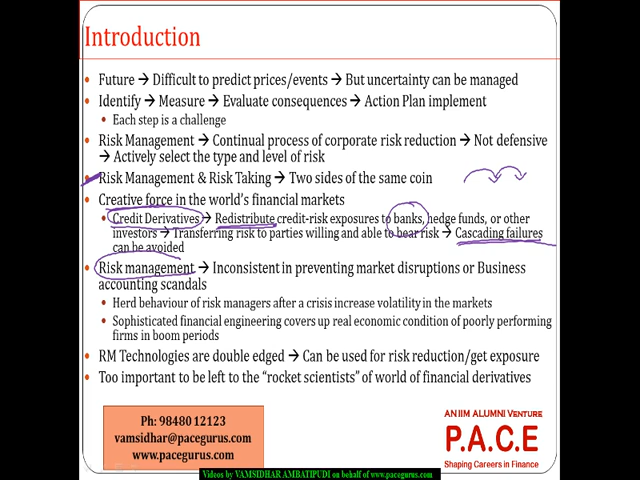 Introduction
• Future → Difficult to predict prices/events → But uncertainty can be managed
• Identify → Measure → Evaluate consequences → Action Plan implement
• Each step is a challenge
• Risk Management → Continual process of corporate risk reduction → Not defensive
→ Actively select the type and level of risk
• Risk Management & Risk Taking → Two sides of the same coin
• Creative force in the world's financial markets
• Credit Derivatives → Redistribute credit-risk exposures to banks, hedge funds, or other
investors → Transferring risk to parties willing and able to bear risk → Cascading failures
can be avoided
• Risk management → Inconsistent in preventing market disruptions or Business
accounting scandals
• Herd behaviour of risk managers after a crisis increase volatility in the markets
• Sophisticated financial engineering covers up real economic condition of poorly performing
firms in boom periods
• RM Technologies are double edged → Can be used for risk reduction/get exposure
• Too important to be left to the "rocket scientists" of world of financial derivatives
Ph: 98480 12123
vamsidhar@pacegurus.com
www.pacegurus.com
AN IIM ALUMNI VENTURE
P.A.C.E
Shaping Careers in Finance
Videos by VAMSIDHAR AMBATIPUDI on behalf of www.pacegurus.com